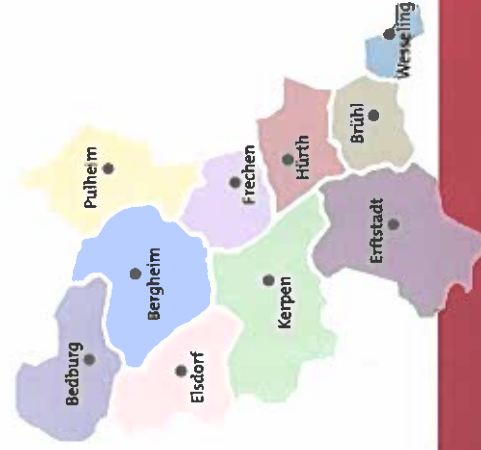 Bedburg
Bergheim
Pulheim
Elsdorf
Kerpen
Frechen
Hürth
Brühl
Wesseling
Erftstadt